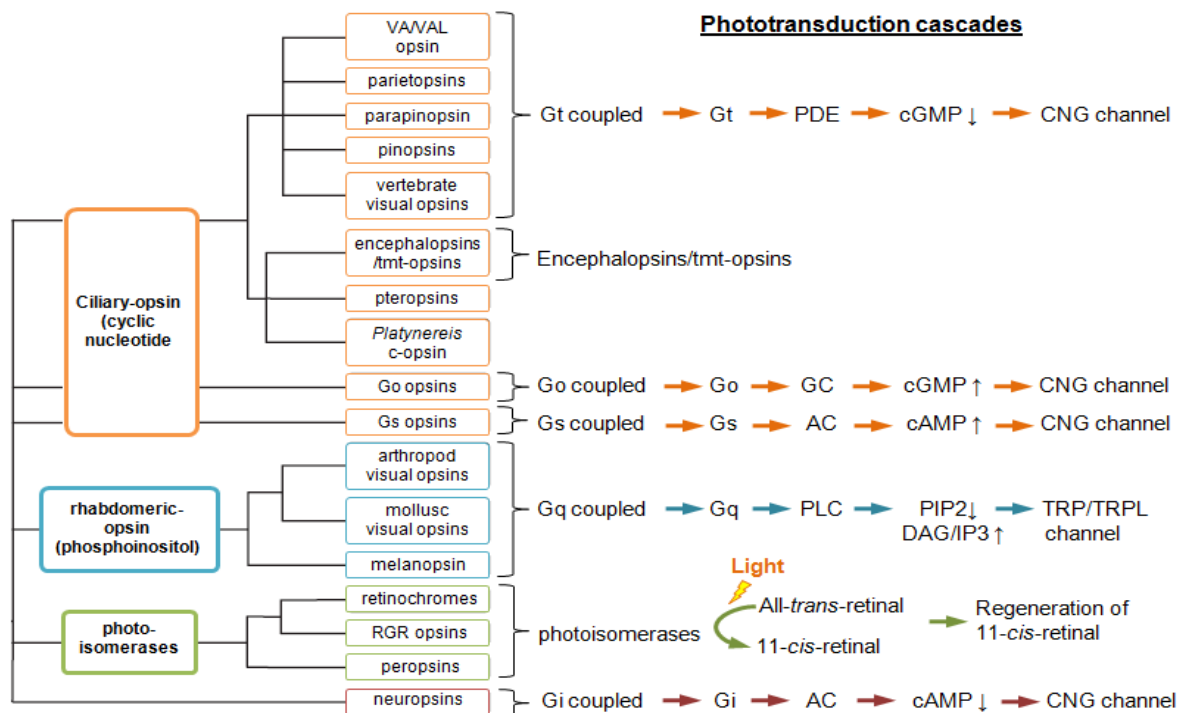 Phototransduction cascades
VA/VAL
opsin
parietopsins
parapinopsin
pinopsins
vertebrate
visual opsins
Gt coupled
Gt
PDE
cGMP ↓
CNG channel
encephalopsins
/tmt-opsins
Encephalopsins/tmt-opsins
pteropsins
Platynereis
c-opsin
Ciliary-opsin
(cyclic
nucleotide
Go opsins
Go coupled
Go
GC
cGMP ↑
CNG channel
Gs opsins
Gs coupled
Gs
AC
cAMP ↑
CNG channel
rhabdomeric-
opsin
(phosphoinositol)
arthropod
visual opsins
mollusc
visual opsins
melanopsin
Gq coupled
Gq
PLC
PIP2↓
DAG/IP3 ↑
TRP/TRPL
channel
photo-
isomerases
retinochromes
RGR opsins
peropsins
photoisomerases
Light
All-trans-retinal
11-cis-retinal
Regeneration of
11-cis-retinal
neuropsins
Gi coupled
Gi
AC
cAMP ↓
CNG channel